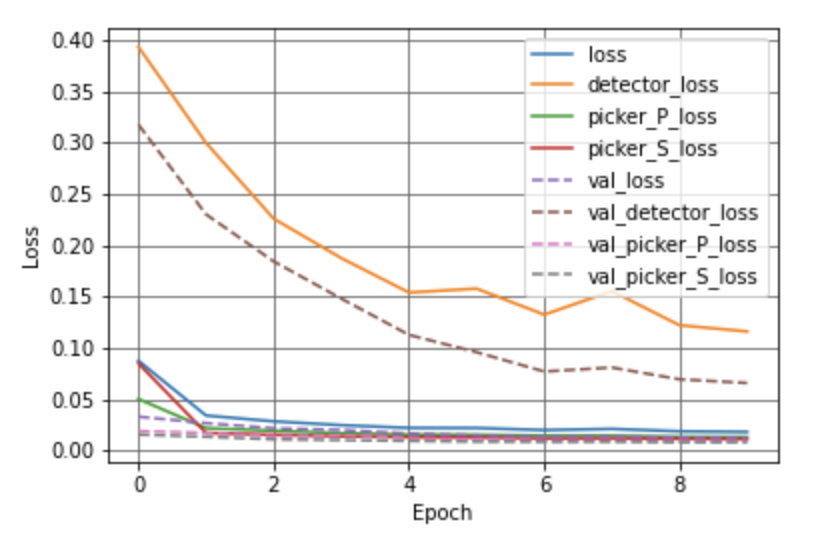 0.40
0.35
0.30
0.25
0.20
0.15
0.10
0.05
0.00
Loss
0 2 4 6 8
Epoch
loss
detector_loss
picker_P_loss
picker_S_loss
val_loss
val_detector_loss
val_picker_P_loss
val_picker_S_loss